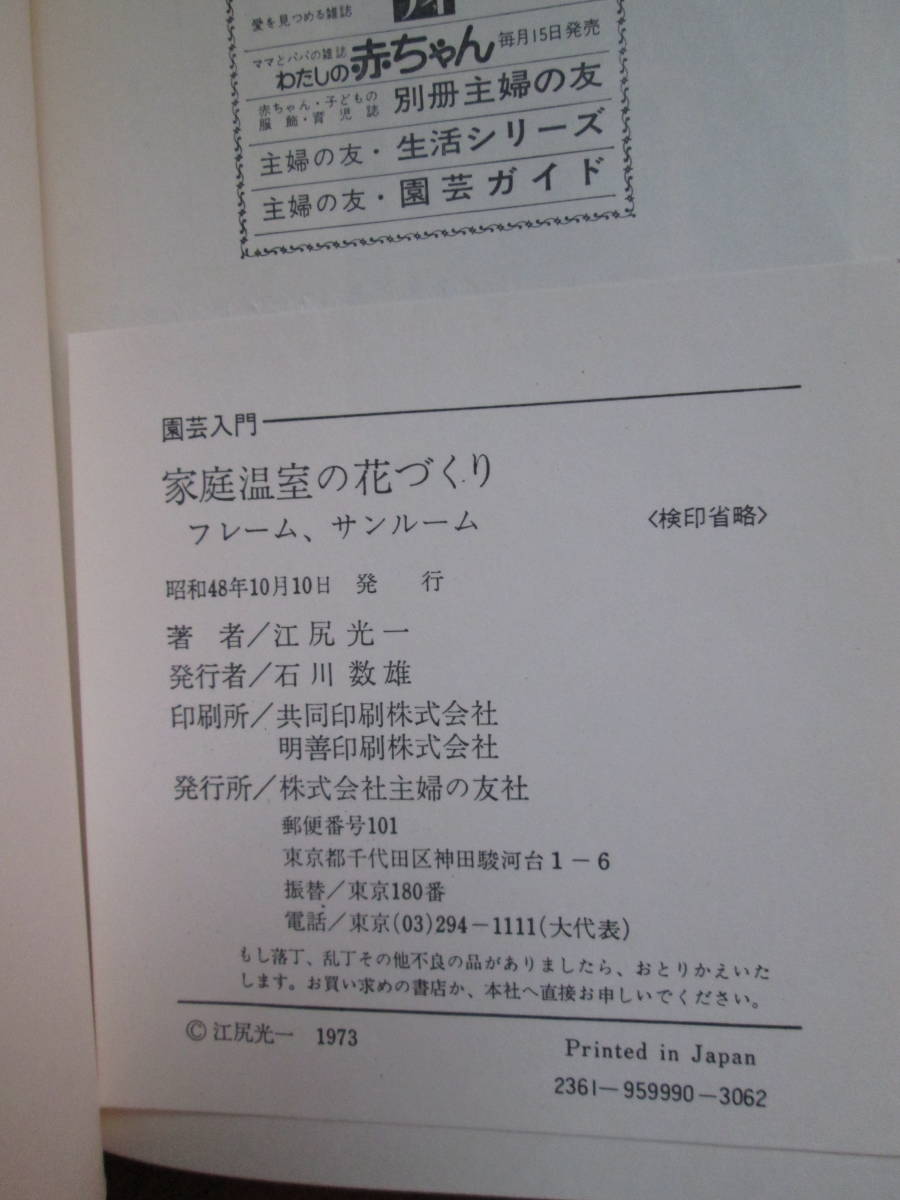 愛を見つめる雑誌
ママとパパの雑誌
わたしの赤ちゃん 毎月15日発売
赤ちゃん・子どもの
服飾・育児誌
別冊主婦の友
主婦の友・生活シリーズ
主婦の友・園芸ガイド
園芸入門
家庭温室の花づくり
フレーム、サンルーム
〈検印省略〉
昭和48年10月10日 発 行
著 者/江尻光一
発行者/石川数雄
印刷所/共同印刷株式会社
明善印刷株式会社
発行所/株式会社主婦の友社
郵便番号101
東京都千代田区神田駿河台1-6
振替/東京180番
電話/東京(03)294-1111(大代表)
もし落丁、乱丁その他不良の品がありましたら、おとりかえいた
します。お買い求めの書店か、本社へ直接お申しいでください。
© 江尻光一 1973
Printed in Japan
2361-959990-3062